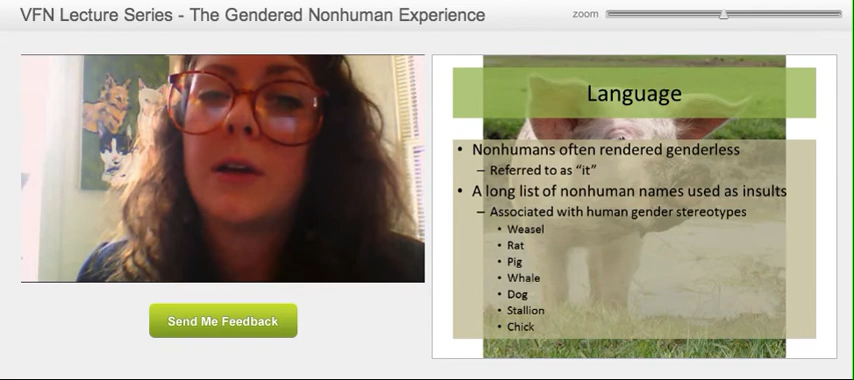 VFN Lecture Series - The Gendered Nonhuman Experience
zoom
Language
• Nonhumans often rendered genderless
– Referred to as “it”
• A long list of nonhuman names used as insults
– Associated with human gender stereotypes
• Weasel
• Rat
• Pig
• Whale
• Dog
• Stallion
• Chick
Send Me Feedback